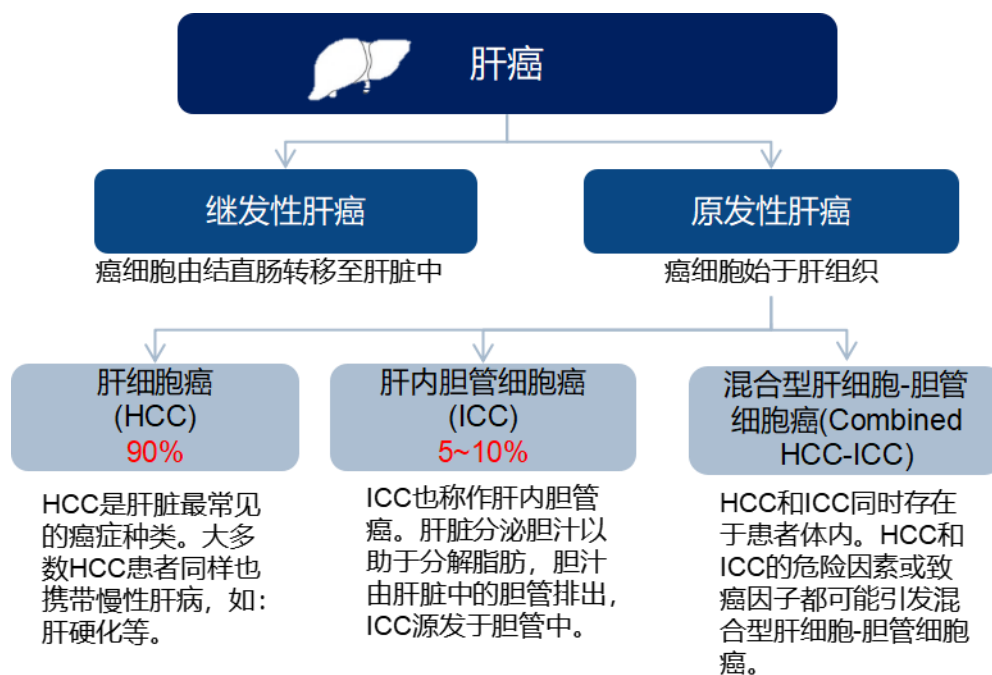 肝癌
继发性肝癌
癌细胞由结直肠转移至肝脏中
原发性肝癌
癌细胞始于肝组织
肝细胞癌
(HCC)
90%
HCC是肝脏最常见
的癌症种类。大多
数HCC患者同样也
携带慢性肝病，如：
肝硬化等。
肝内胆管细胞癌
(ICC)
5~10%
ICC也称作肝内胆管
癌。肝脏分泌胆汁以
助于分解脂肪，胆汁
由肝脏中的胆管排出，
ICC源发于胆管中。
混合型肝细胞-胆管
细胞癌(Combined
HCC-ICC)
HCC和ICC同时存在
于患者体内。HCC和
ICC的危险因素或致
癌因子都可能引发混
合型肝细胞-胆管细胞
癌。